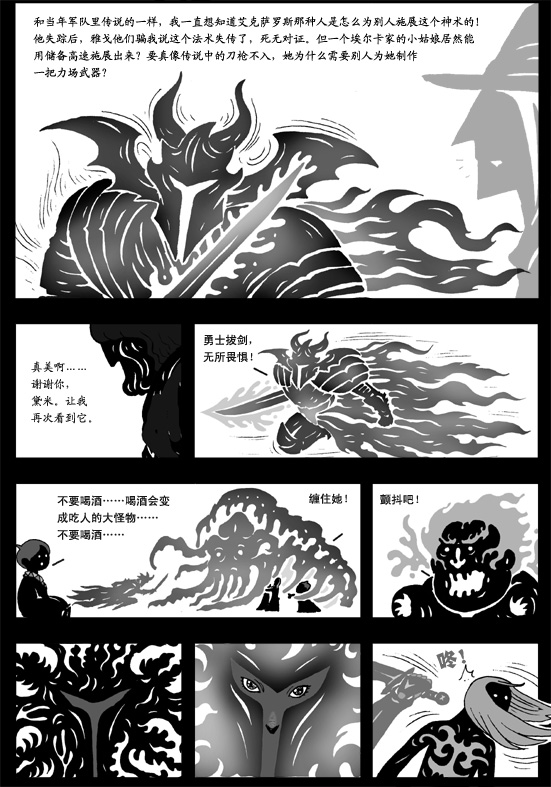 和当年军队里传说的一样，我一直想知道艾克萨罗斯那种人是怎么为别人施展这个神术的！
他失踪后，雅戈他们骗我说这个法术失传了，死无对证。但一个埃尔卡家的小姑娘居然能
用储备高速施展出来？要真像传说中的刀枪不入，她为什么需要别人为她制作
一把力场武器？
真美啊……
谢谢你，
黛米。让我
再次看到它。
勇士拔剑，
无所畏惧！
不要喝酒……喝酒会变
成吃人的大怪物……
不要喝酒……
缠住她！
颤抖吧！
咚！